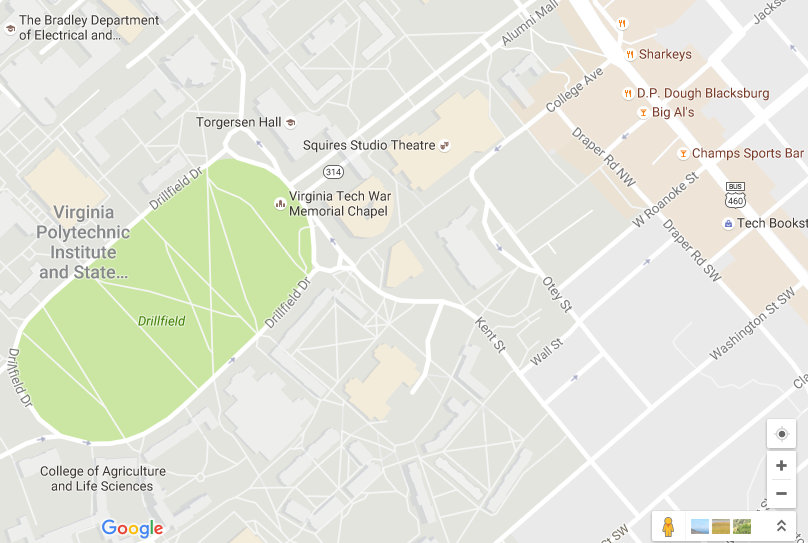 The Bradley Department
of Electrical and...
Alumni Mall
Jackso
Sharkeys
College Ave
D.P. Dough Blacksburg
Big Al's
Torgersen Hall
Squires Studio Theatre
Draper Rd NW
Champs Sports Bar
314
Drillfield Dr
W Roanoke St
BUS
460
Virginia Tech War
Memorial Chapel
Virginia
Polytechnic
Institute
and State...
Tech Bookst
Draper Rd SW
Drillfield Dr
Otey St
Drillfield
Kent St
Washington St SW
Wall St
Drillfield Dr
Cla
College of Agriculture
and Life Sciences
Google
St SW